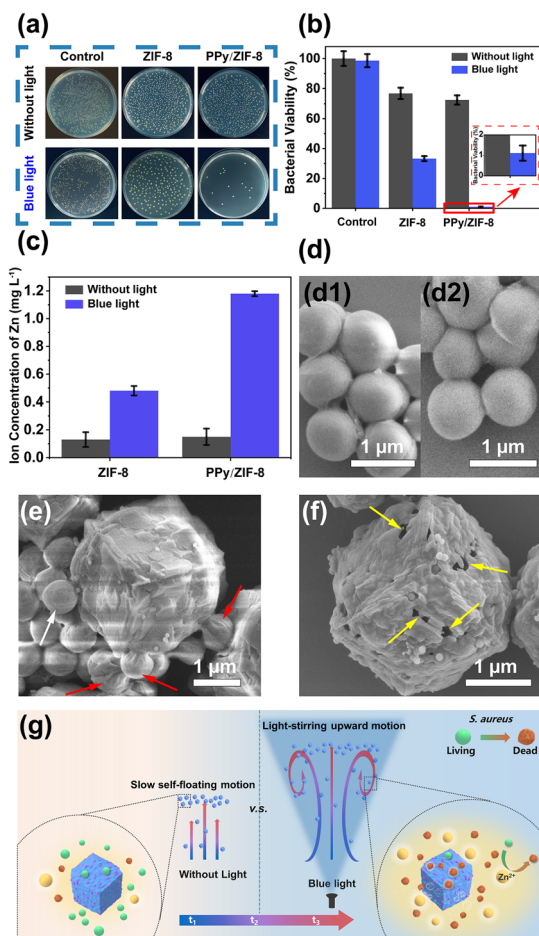 (a)
Control ZIF-8 PPy/ZIF-8
Without light
Blue light
(b)
Bacterial Viability (%)
120
100
80
60
40
20
0
Without light
Blue light
Bacterial Viability (%)
2
1
0
Control ZIF-8 PPy/ZIF-8
(c)
Ion Concentration of Zn (mg L⁻¹)
1.2
1.0
0.8
0.6
0.4
0.2
0.0
Without light
Blue light
ZIF-8 PPy/ZIF-8
(d)
(d1) (d2)
1 μm 1 μm
(e)
1 μm
(f)
1 μm
(g)
Light-stirring upward motion
S. aureus
Living Dead
Slow self-floating motion
v.s.
Without Light
Blue light
Zn²⁺
t₁ t₂ t₃